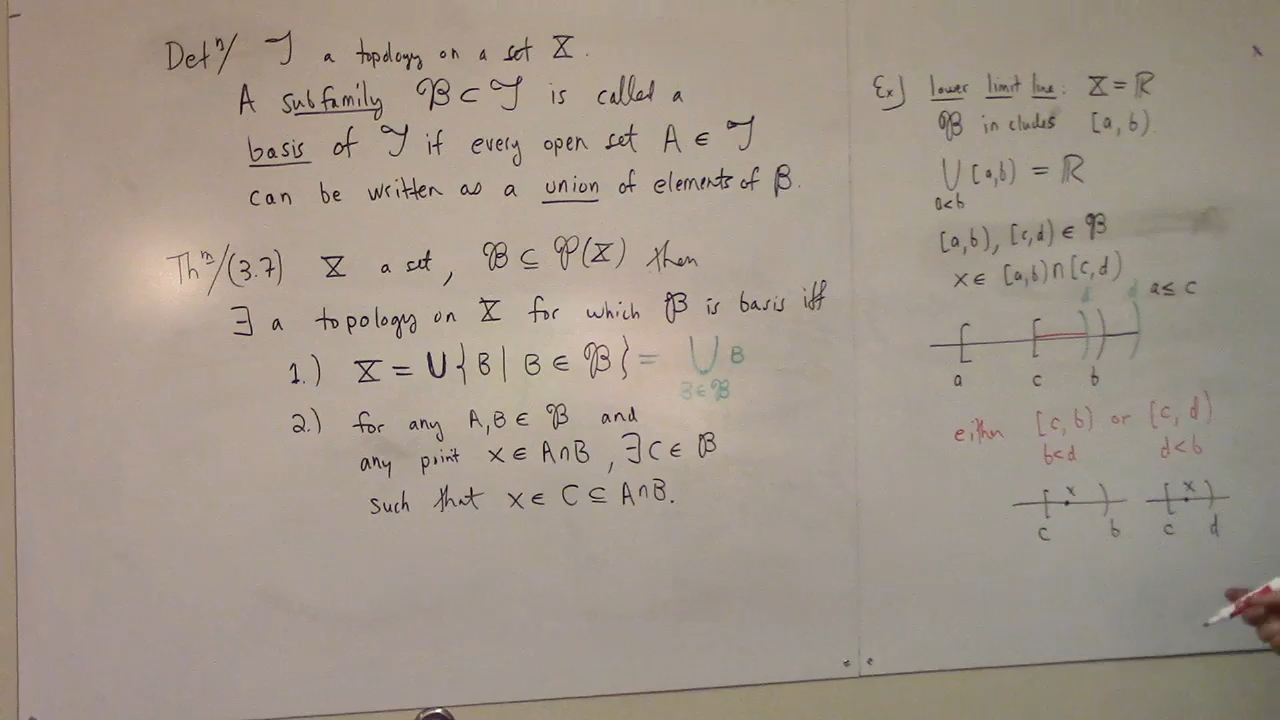 Defⁿ/ 𝒯 a topology on a set X.
A subfamily ℬ ⊂ 𝒯 is called a
basis of 𝒯 if every open set A ∈ 𝒯
can be written as a union of elements of β.
Thᵐ/(3.7) X a set, ℬ ⊆ 𝒫(X) then
∃ a topology on X for which ℬ is basis iff
1.) X = ∪{B | B ∈ ℬ} = ∪ B
B ∈ ℬ
2.) for any A,B ∈ ℬ and
any point x ∈ A∩B, ∃C ∈ ℬ
such that x ∈ C ⊆ A∩B.
Ex) lower limit line: X = ℝ
ℬ includes [a, b)
∪ [a,b) = ℝ
a<b
[a,b), [c,d) ∈ ℬ
x ∈ [a,b)∩[c,d)
a ≤ c
d d
[ [ ) ) )
a c b
either [c, b) or [c, d)
b<d d<b
[ x ) [ x )
c b c d